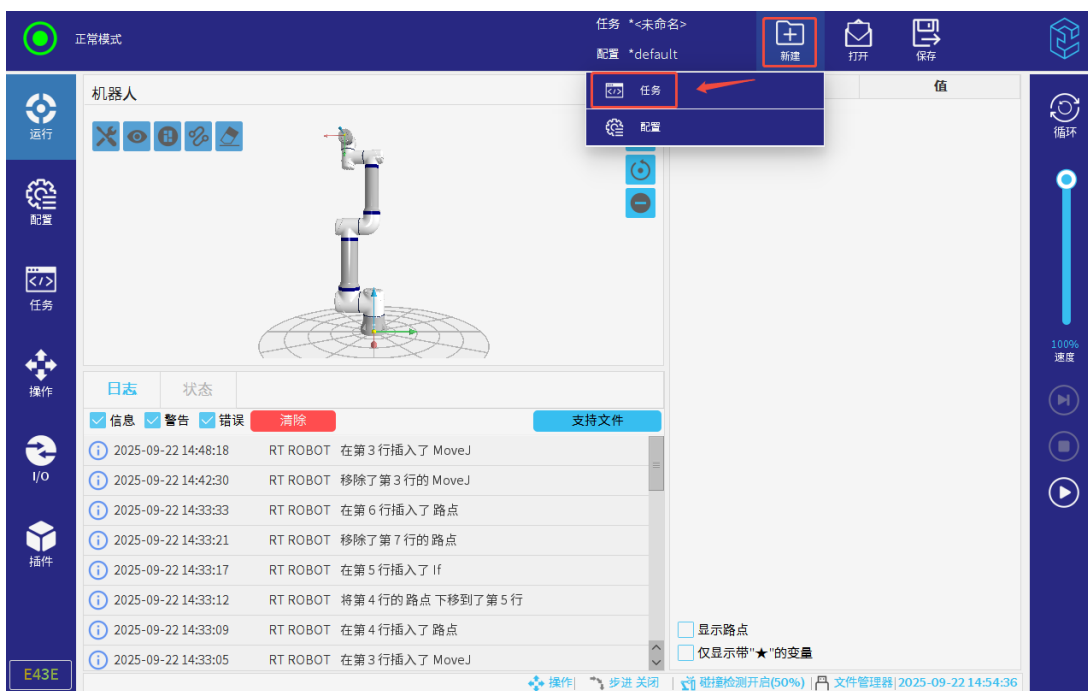 正常模式
任务 *<未命名>
配置 *default
新建
打开
保存
任务
配置
值
机器人
运行
配置
任务
操作
I/O
插件
E43E
循环
100%
速度
日志 状态
信息 警告 错误 清除 支持文件
2025-09-22 14:48:18 RT ROBOT 在第3行插入了 MoveJ
2025-09-22 14:42:30 RT ROBOT 移除了第3行的 MoveJ
2025-09-22 14:33:33 RT ROBOT 在第6行插入了 路点
2025-09-22 14:33:21 RT ROBOT 移除了第7行的 路点
2025-09-22 14:33:17 RT ROBOT 在第5行插入了 If
2025-09-22 14:33:12 RT ROBOT 将第4行的 路点 下移到了第5行
2025-09-22 14:33:09 RT ROBOT 在第4行插入了 路点
2025-09-22 14:33:05 RT ROBOT 在第3行插入了 MoveJ
显示路点
仅显示带"★"的变量
操作| 步进 关闭 | 碰撞检测开启(50%) | 文件管理器|2025-09-22 14:54:36